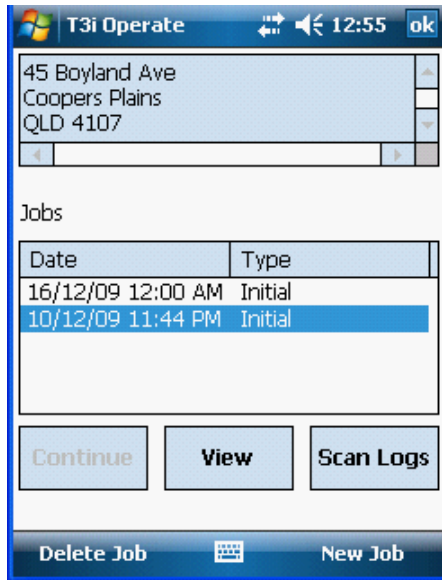 T3i Operate 12:55 ok
45 Boyland Ave
Coopers Plains
QLD 4107
Jobs
Date Type
16/12/09 12:00 AM Initial
10/12/09 11:44 PM Initial
Continue View Scan Logs
Delete Job New Job